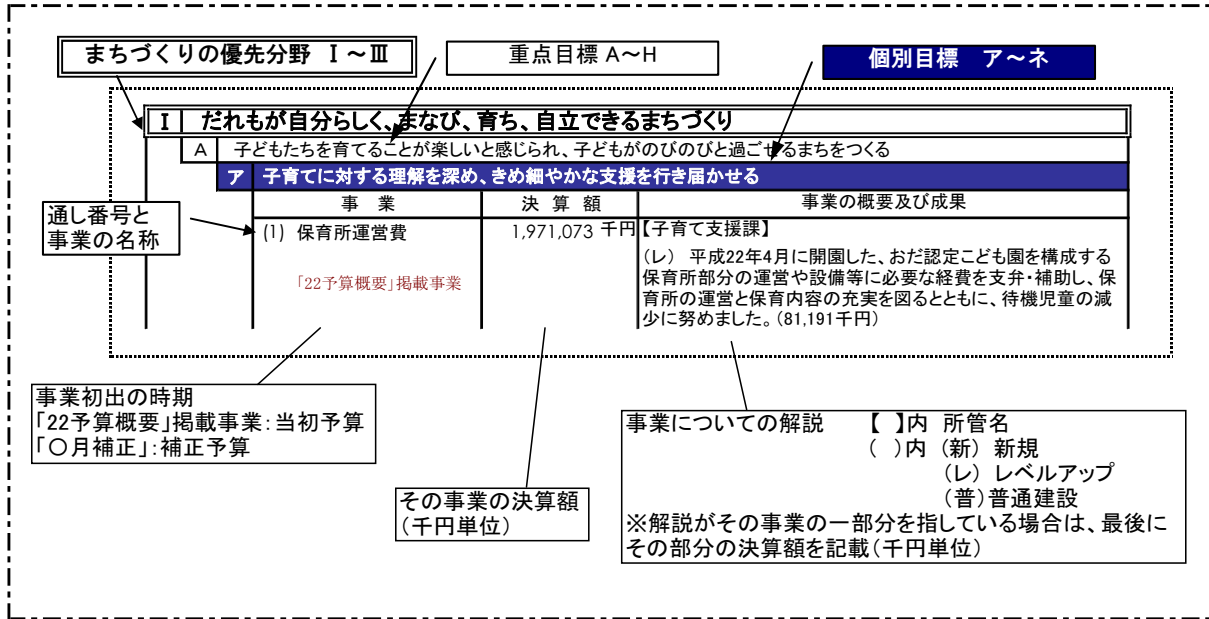 まちづくりの優先分野 Ⅰ～Ⅲ
重点目標 A～H
個別目標 ア～ネ
Ⅰ だれもが自分らしく、まなび、育ち、自立できるまちづくり
A 子どもたちを育てることが楽しいと感じられ、子どもがのびのびと過ごせるまちをつくる
ア 子育てに対する理解を深め、きめ細やかな支援を行き届かせる
事 業 決 算 額 事業の概要及び成果
通し番号と
事業の名称
(1) 保育所運営費 1,971,073 千円 【子育て支援課】
「22予算概要」掲載事業
(レ) 平成22年4月に開園した、おだ認定こども園を構成する
保育所部分の運営や設備等に必要な経費を支弁・補助し、保
育所の運営と保育内容の充実を図るとともに、待機児童の減
少に努めました。(81,191千円)
事業初出の時期
「22予算概要」掲載事業:当初予算
「〇月補正」:補正予算
その事業の決算額
(千円単位)
事業についての解説 【 】内 所管名
( )内 (新) 新規
(レ) レベルアップ
(普)普通建設
※解説がその事業の一部分を指している場合は、最後に
その部分の決算額を記載(千円単位)